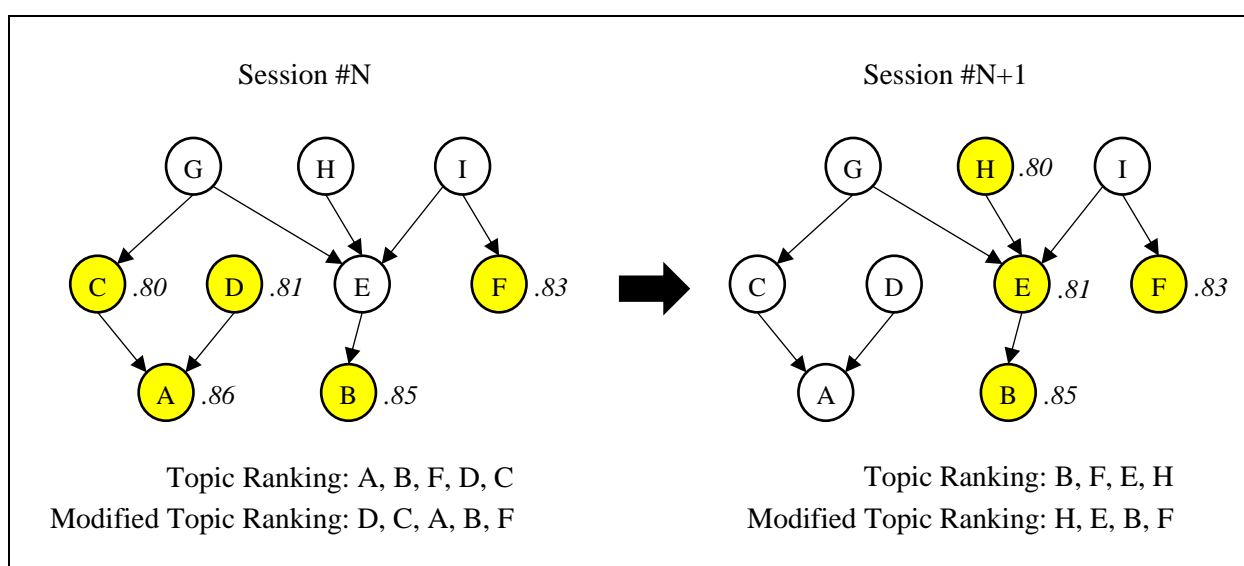 Session #N
G
H
I
C .80
D .81
E
F .83
A .86
B .85
Topic Ranking: A, B, F, D, C
Modified Topic Ranking: D, C, A, B, F
Session #N+1
G
H .80
I
C
D
E .81
F .83
A
B .85
Topic Ranking: B, F, E, H
Modified Topic Ranking: H, E, B, F